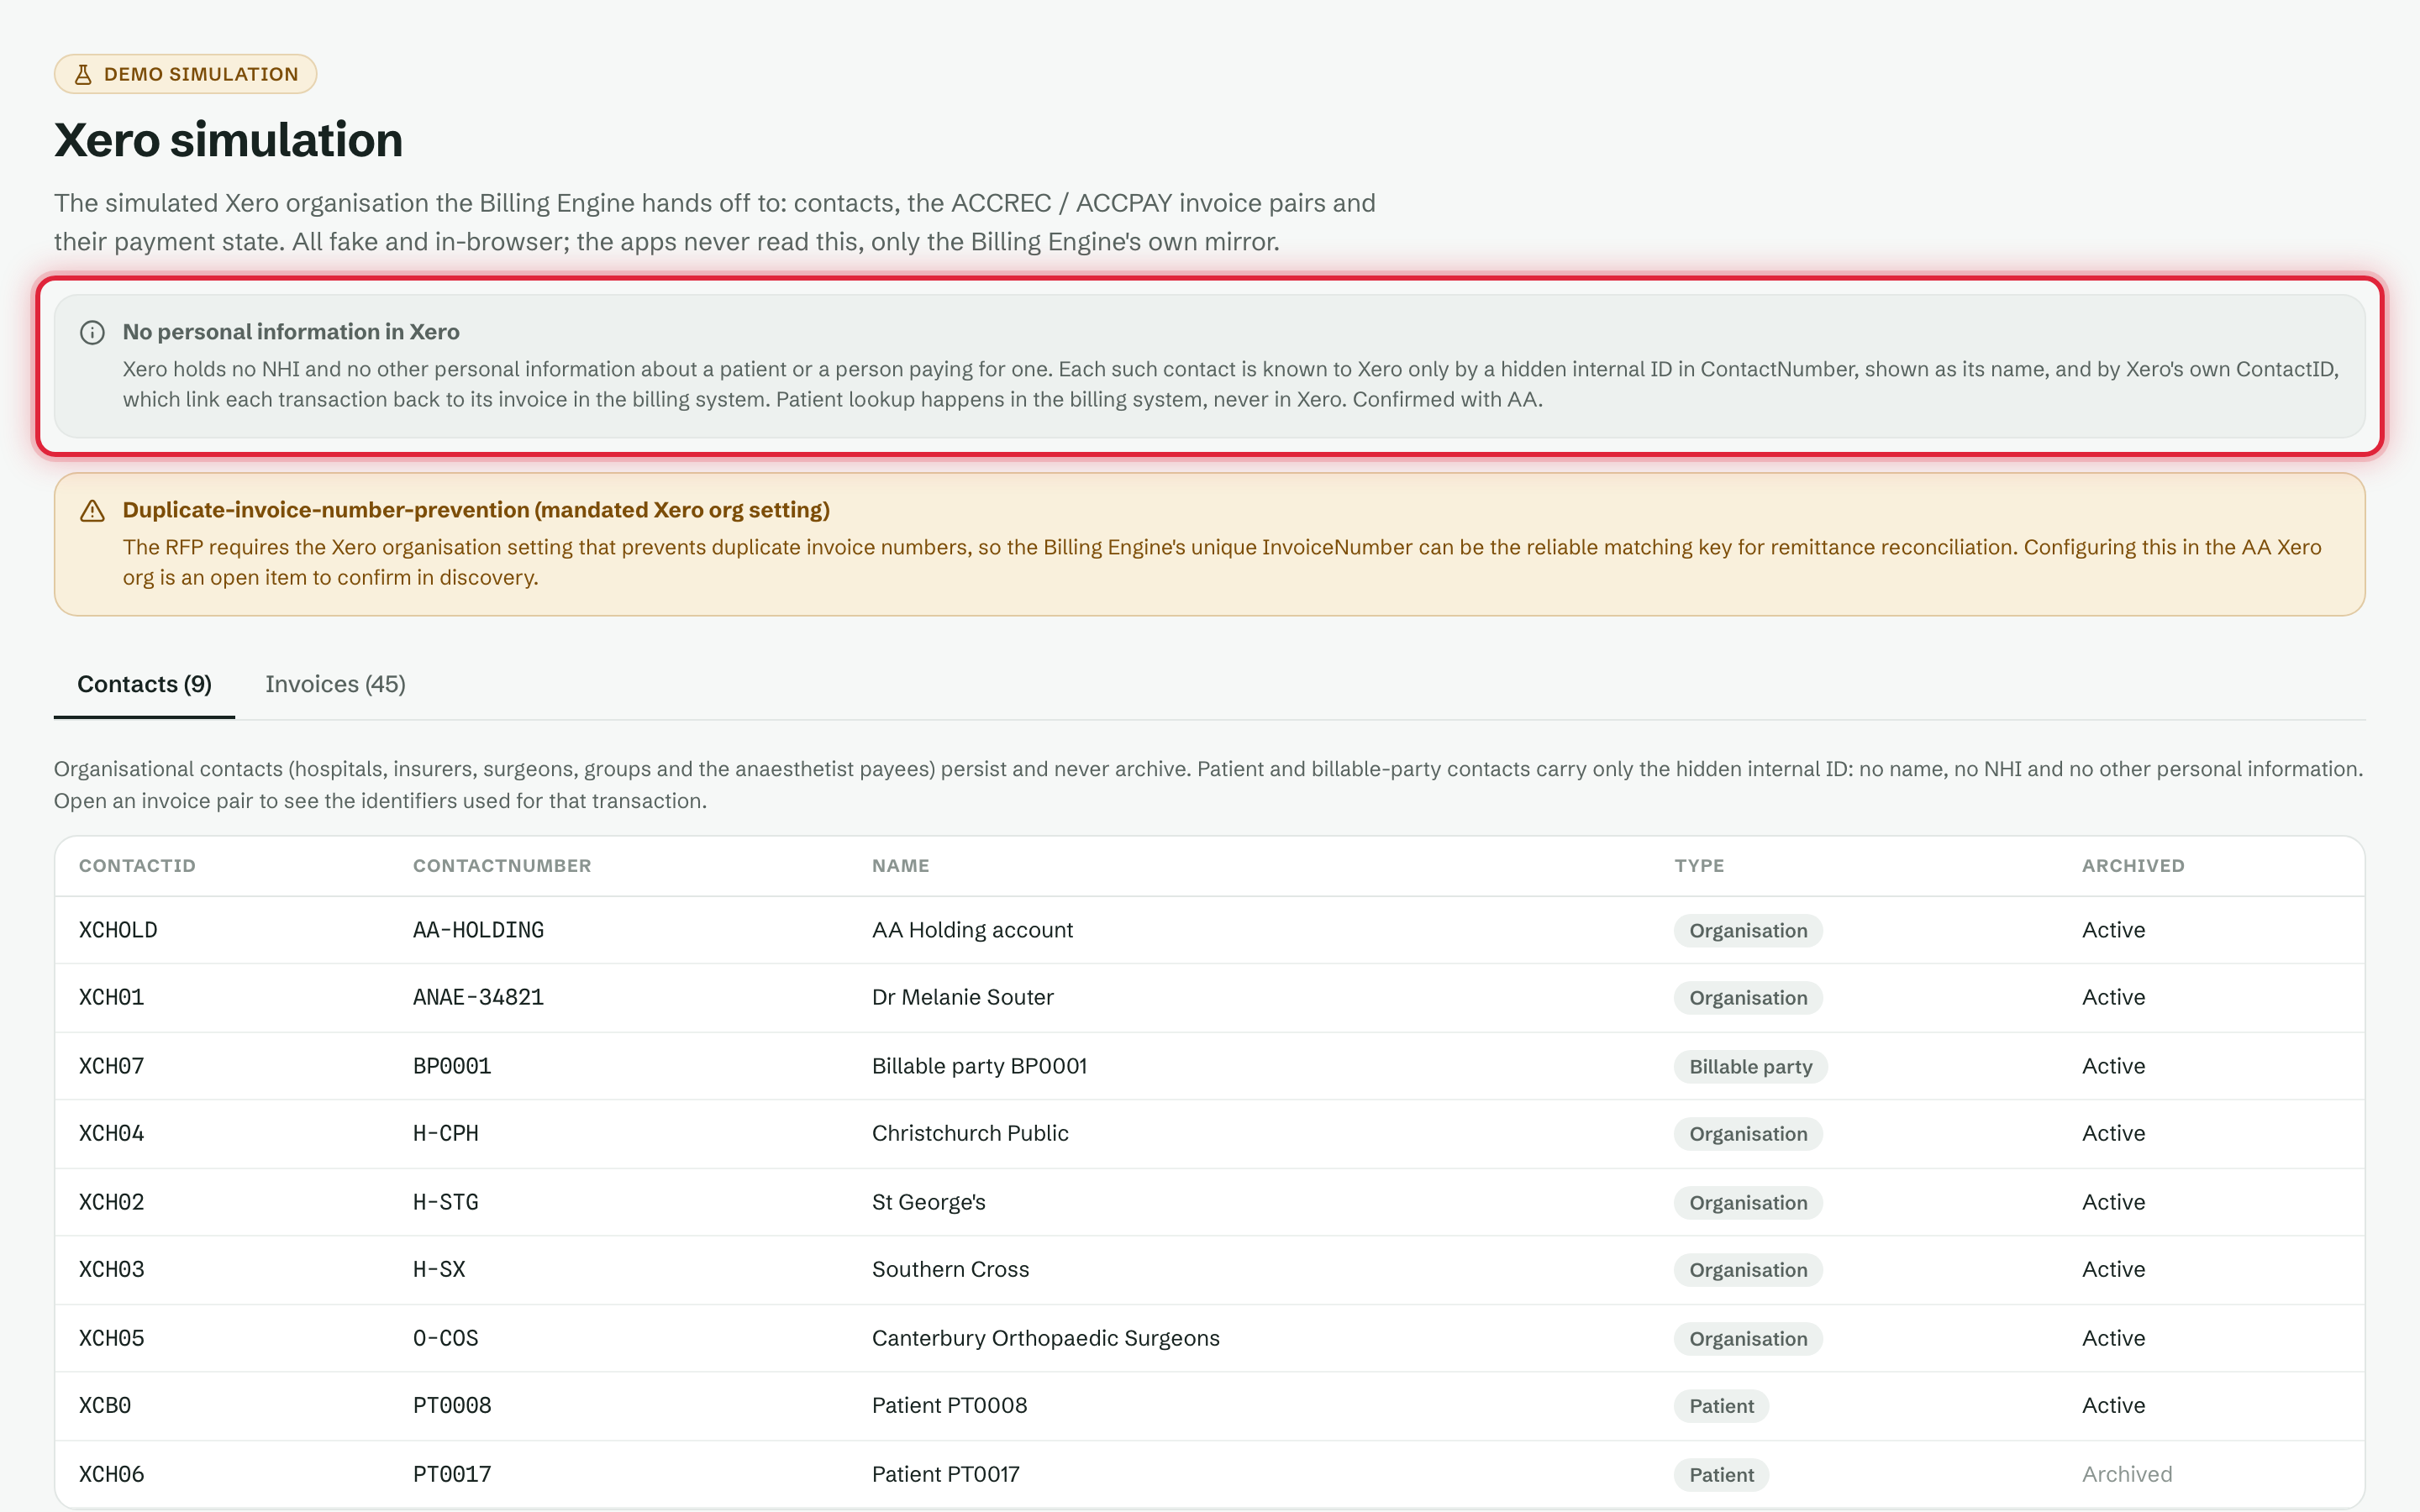 DEMO SIMULATION
Xero simulation
The simulated Xero organisation the Billing Engine hands off to: contacts, the ACCREC / ACCPAY invoice pairs and
their payment state. All fake and in-browser; the apps never read this, only the Billing Engine's own mirror.
No personal information in Xero
Xero holds no NHI and no other personal information about a patient or a person paying for one. Each such contact is known to Xero only by a hidden internal ID in ContactNumber, shown as its name, and by Xero's own ContactID,
which link each transaction back to its invoice in the billing system. Patient lookup happens in the billing system, never in Xero. Confirmed with AA.
Duplicate-invoice-number-prevention (mandated Xero org setting)
The RFP requires the Xero organisation setting that prevents duplicate invoice numbers, so the Billing Engine's unique InvoiceNumber can be the reliable matching key for remittance reconciliation. Configuring this in the AA Xero
org is an open item to confirm in discovery.
Contacts (9) Invoices (45)
Organisational contacts (hospitals, insurers, surgeons, groups and the anaesthetist payees) persist and never archive. Patient and billable-party contacts carry only the hidden internal ID: no name, no NHI and no other personal information.
Open an invoice pair to see the identifiers used for that transaction.
CONTACTID CONTACTNUMBER NAME TYPE ARCHIVED
XCHOLD AA-HOLDING AA Holding account Organisation Active
XCH01 ANAE-34821 Dr Melanie Souter Organisation Active
XCH07 BP0001 Billable party BP0001 Billable party Active
XCH04 H-CPH Christchurch Public Organisation Active
XCH02 H-STG St George's Organisation Active
XCH03 H-SX Southern Cross Organisation Active
XCH05 O-COS Canterbury Orthopaedic Surgeons Organisation Active
XCB0 PT0008 Patient PT0008 Patient Active
XCH06 PT0017 Patient PT0017 Patient Archived